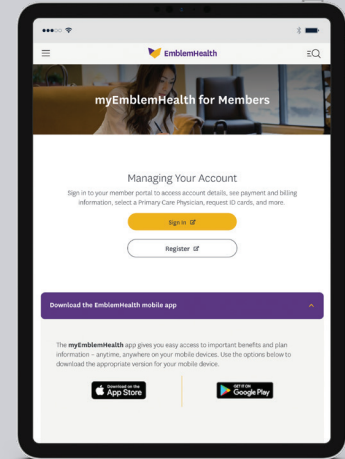 EmblemHealth
myEmblemHealth for Members
Managing Your Account
Sign in to your member portal to access account details, see payment and billing
information, select a Primary Care Physician, request ID cards, and more.
Sign in
Register
Download the EmblemHealth mobile app
The myEmblemHealth app gives you easy access to important benefits and plan
information – anytime, anywhere on your mobile devices. Use the options below to
download the appropriate version for your mobile device.
Download on the
App Store
GET IT ON
Google Play